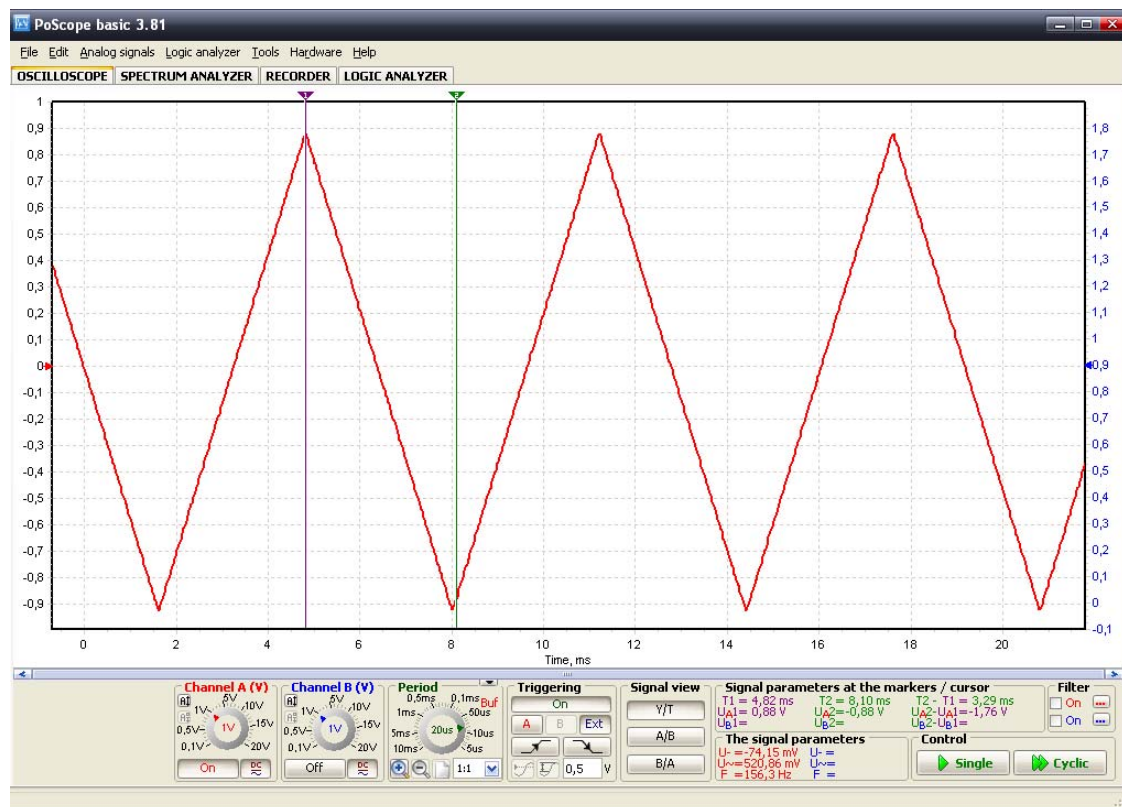 PoScope basic 3.81
File Edit Analog signals Logic analyzer Tools Hardware Help
OSCILLOSCOPE SPECTRUM ANALYZER RECORDER LOGIC ANALYZER
1 2
1
0,9 1,8
0,8 1,7
0,7 1,6
0,6 1,5
0,5 1,4
0,4 1,3
0,3 1,2
0,2 1,1
0,1 1
0 0,9
-0,1 0,8
-0,2 0,7
-0,3 0,6
-0,4 0,5
-0,5 0,4
-0,6 0,3
-0,7 0,2
-0,8 0,1
-0,9 0
-0,1
0 2 4 6 8 10 12 14 16 18 20
Time, ms
Channel A (V)
5V
1V 10V
0,5V 1V 15V
0,1V 20V
On DC
Channel B (V)
5V
1V 10V
0,5V 1V 15V
0,1V 20V
Off DC
Period
0,5ms 0,1ms Buf
1ms 50us
5ms 20us 10us
10ms 5us
1:1
Triggering
On
A B Ext
0,5 V
Signal view
Y/T
A/B
B/A
Signal parameters at the markers / cursor
T1 = 4,82 ms T2 = 8,10 ms T2 - T1 = 3,29 ms
UA1= 0,88 V UA2=-0,88 V UA2-UA1=-1,76 V
UB1= UB2= UB2-UB1=
The signal parameters
U- =-74,15 mV U- =
U~=520,86 mV U~=
F =156,3 Hz F =
Filter
On ...
On ...
Control
Single Cyclic